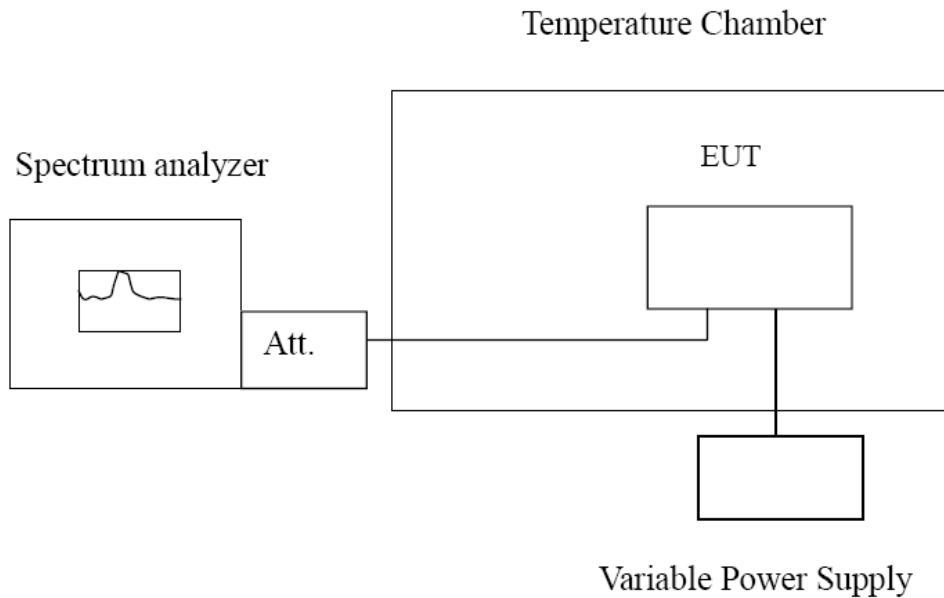 Temperature Chamber
Spectrum analyzer
EUT
Att.
Variable Power Supply